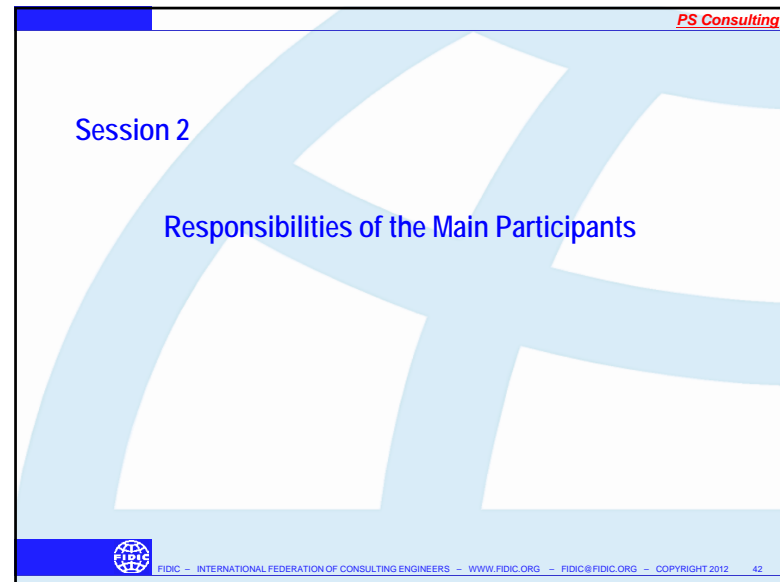 PS Consulting
Session 2
Responsibilities of the Main Participants
FIDIC
FIDIC – INTERNATIONAL FEDERATION OF CONSULTING ENGINEERS – WWW.FIDIC.ORG – FIDIC@FIDIC.ORG – COPYRIGHT 2012 42